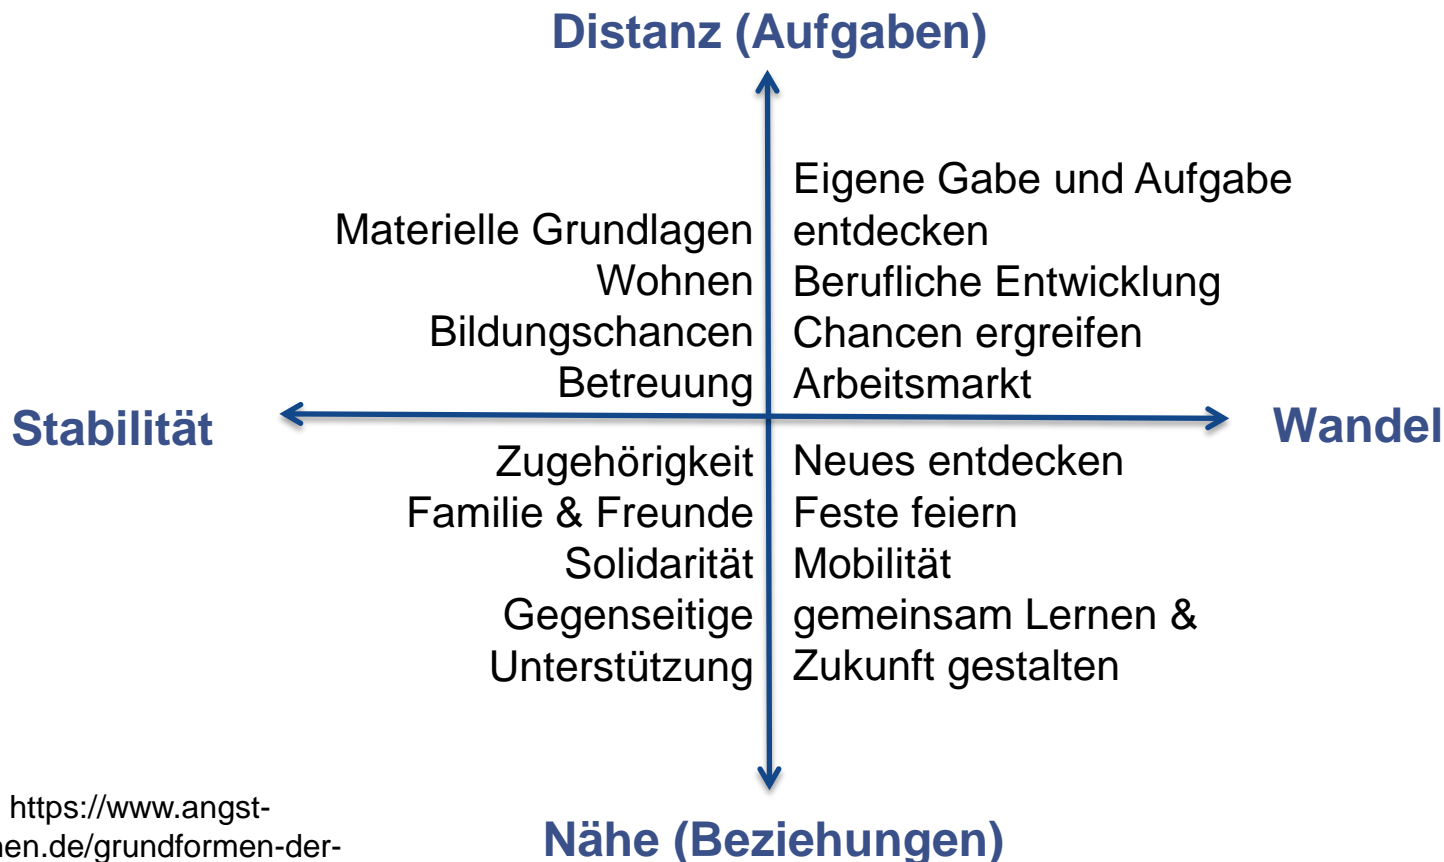 Distanz (Aufgaben)
Eigene Gabe und Aufgabe
entdecken
Berufliche Entwicklung
Chancen ergreifen
Arbeitsmarkt
Materielle Grundlagen
Wohnen
Bildungschancen
Betreuung
Stabilität
Wandel
Zugehörigkeit
Familie & Freunde
Solidarität
Gegenseitige
Unterstützung
Neues entdecken
Feste feiern
Mobilität
gemeinsam Lernen &
Zukunft gestalten
https://www.angst-
en.de/grundformen-der-
Nähe (Beziehungen)